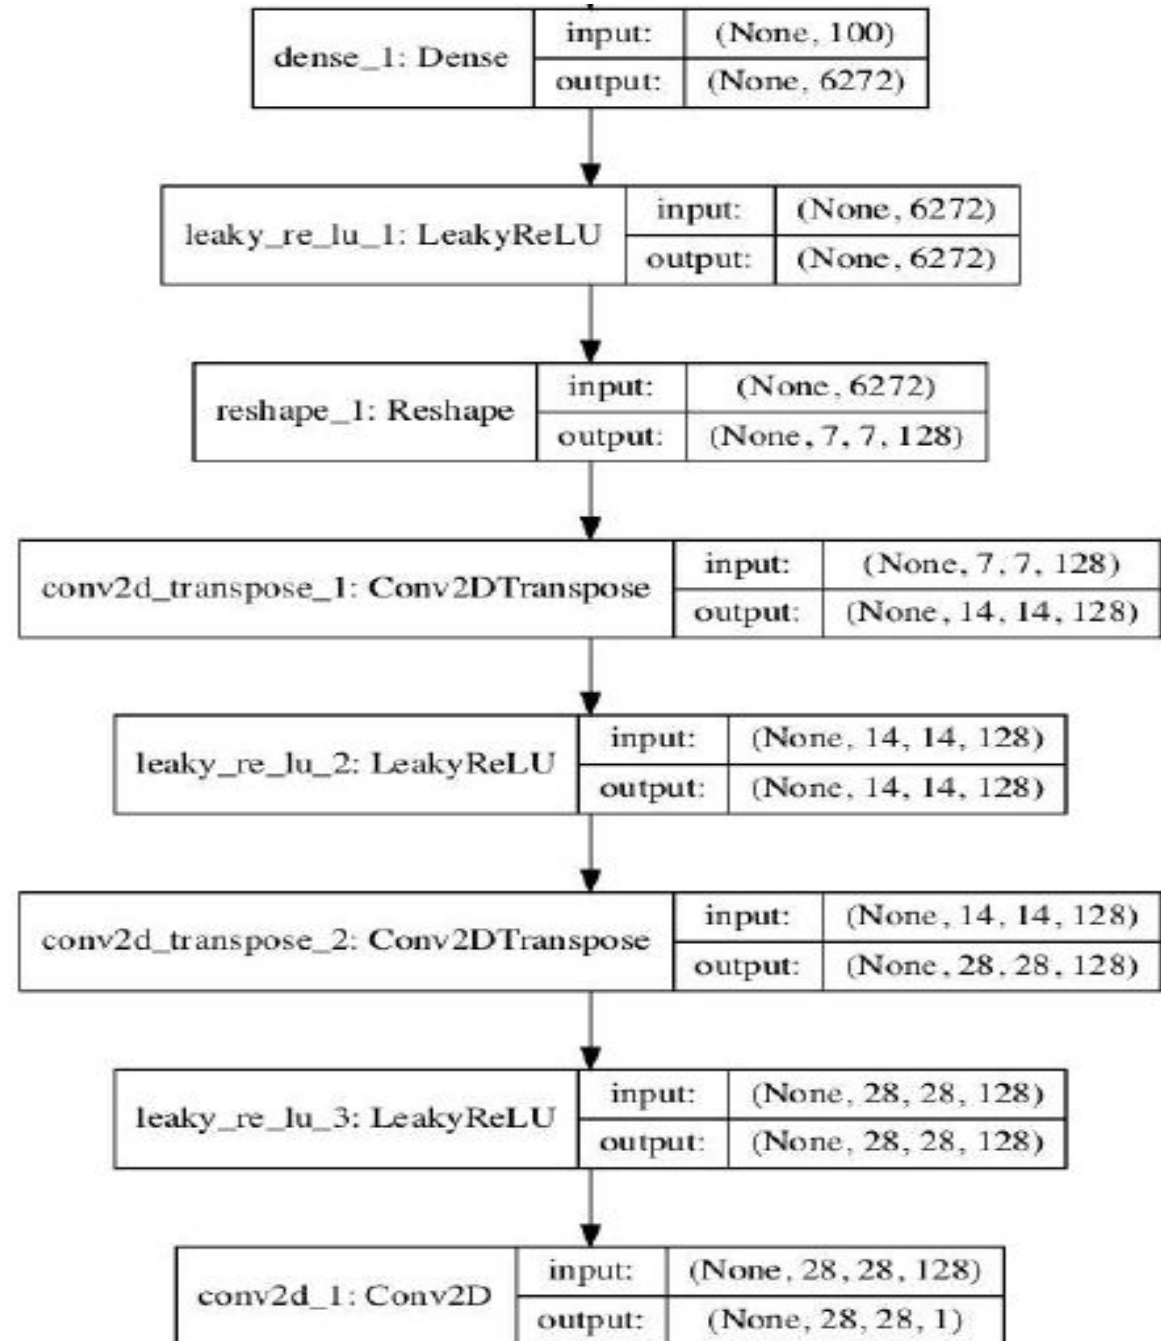 dense_1: Dense
input: (None, 100)
output: (None, 6272)
leaky_re_lu_1: LeakyReLU
input: (None, 6272)
output: (None, 6272)
reshape_1: Reshape
input: (None, 6272)
output: (None, 7, 7, 128)
conv2d_transpose_1: Conv2DTranspose
input: (None, 7, 7, 128)
output: (None, 14, 14, 128)
leaky_re_lu_2: LeakyReLU
input: (None, 14, 14, 128)
output: (None, 14, 14, 128)
conv2d_transpose_2: Conv2DTranspose
input: (None, 14, 14, 128)
output: (None, 28, 28, 128)
leaky_re_lu_3: LeakyReLU
input: (None, 28, 28, 128)
output: (None, 28, 28, 128)
conv2d_1: Conv2D
input: (None, 28, 28, 128)
output: (None, 28, 28, 1)